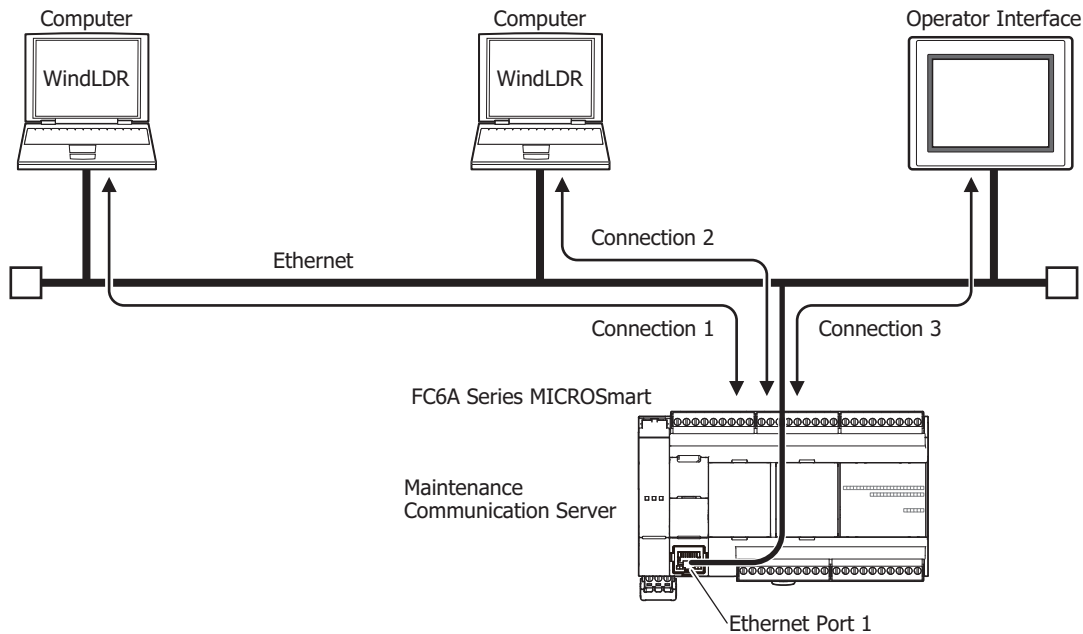 Computer
Computer
Operator Interface
WindLDR
WindLDR
Connection 2
Ethernet
Connection 1
Connection 3
FC6A Series MICROSmart
Maintenance
Communication Server
Ethernet Port 1